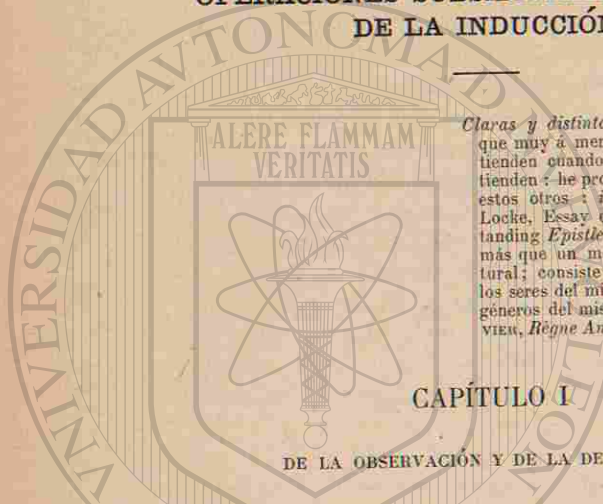 DE LA INDUCCIÓN
ALERE FLAMMAM
VERITATIS
UNIVERSIDAD AUTONOMA
Claras y distint
que muy á men
tienden cuando
tienden : he pro
estos otros :
Locke, Essay
tanding Epistle
más que un m
tural; consiste
los seres del mi
géneros del mis
VIER, Règne An
CAPÍTULO I
DE LA OBSERVACIÓN Y DE LA DE